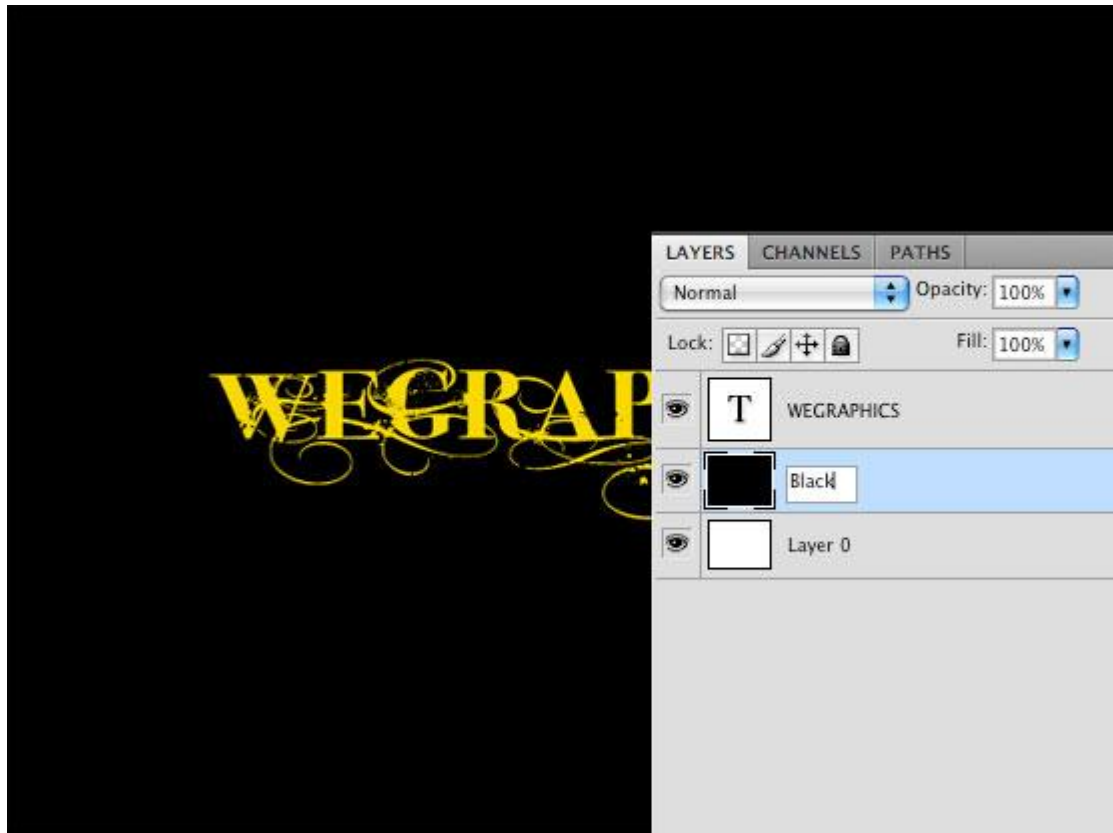 LAYERS CHANNELS PATHS
Normal Opacity: 100%
Lock: Fill: 100%
WEGRAP
T WEGRAPHICS
Black
Layer 0